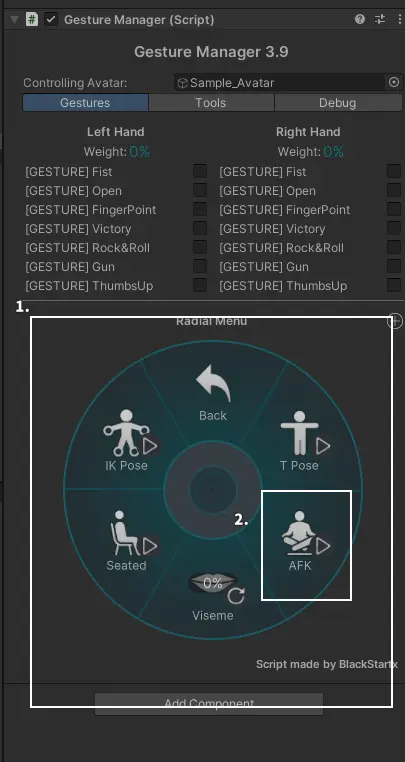 # Gesture Manager (Script)
Gesture Manager 3.9
Controlling Avatar: Sample_Avatar
Gestures Tools Debug
Left Hand Right Hand
Weight: 0% Weight: 0%
[GESTURE] Fist [GESTURE] Fist
[GESTURE] Open [GESTURE] Open
[GESTURE] FingerPoint [GESTURE] FingerPoint
[GESTURE] Victory [GESTURE] Victory
[GESTURE] Rock&Roll [GESTURE] Rock&Roll
[GESTURE] Gun [GESTURE] Gun
[GESTURE] ThumbsUp [GESTURE] ThumbsUp
1.
Radial Menu
Back
IK Pose T Pose
2.
Seated AFK
0%
Viseme
Script made by BlackStartx
Add Component